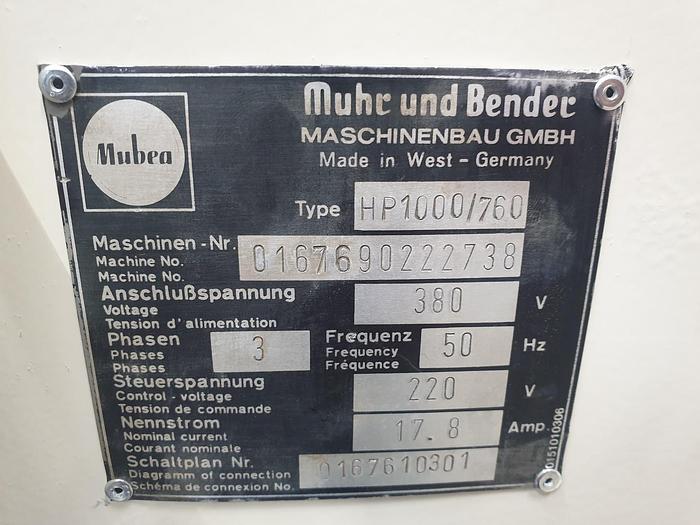 Mubea
Muhr und Bender
MASCHINENBAU GMBH
Made in West - Germany
Type HP1000/760
Maschinen-Nr. 0167690222738
Machine No.
Machine No.
Anschlußspannung 380 V
Voltage
Tension d'alimentation
Phasen 3 Frequenz 50 Hz
Phases Frequency
Phases Fréquence
Steuerspannung 220 V
Control - voltage
Tension de commande
Nennstrom 17.8 Amp.
Nominal current
Courant nominale
Schaltplan Nr. 0167610301
Diagramm of connection
Schéma de connexion No.
0151010306